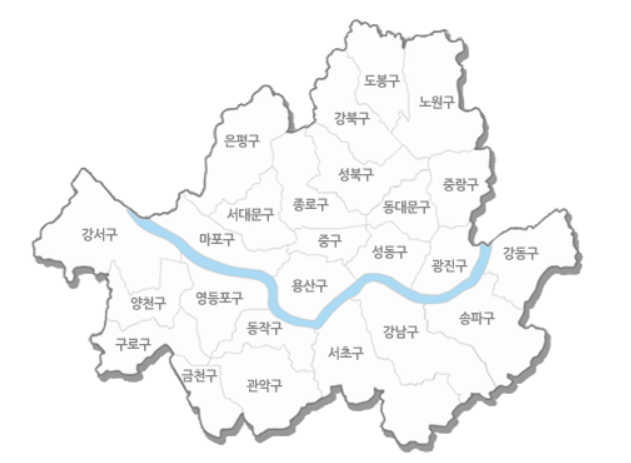 도봉구
노원구
강북구
은평구
성북구
중랑구
서대문구
종로구
동대문구
강서구
마포구
중구
성동구
광진구
강동구
용산구
양천구
영등포구
송파구
동작구
강남구
구로구
서초구
금천구
관악구